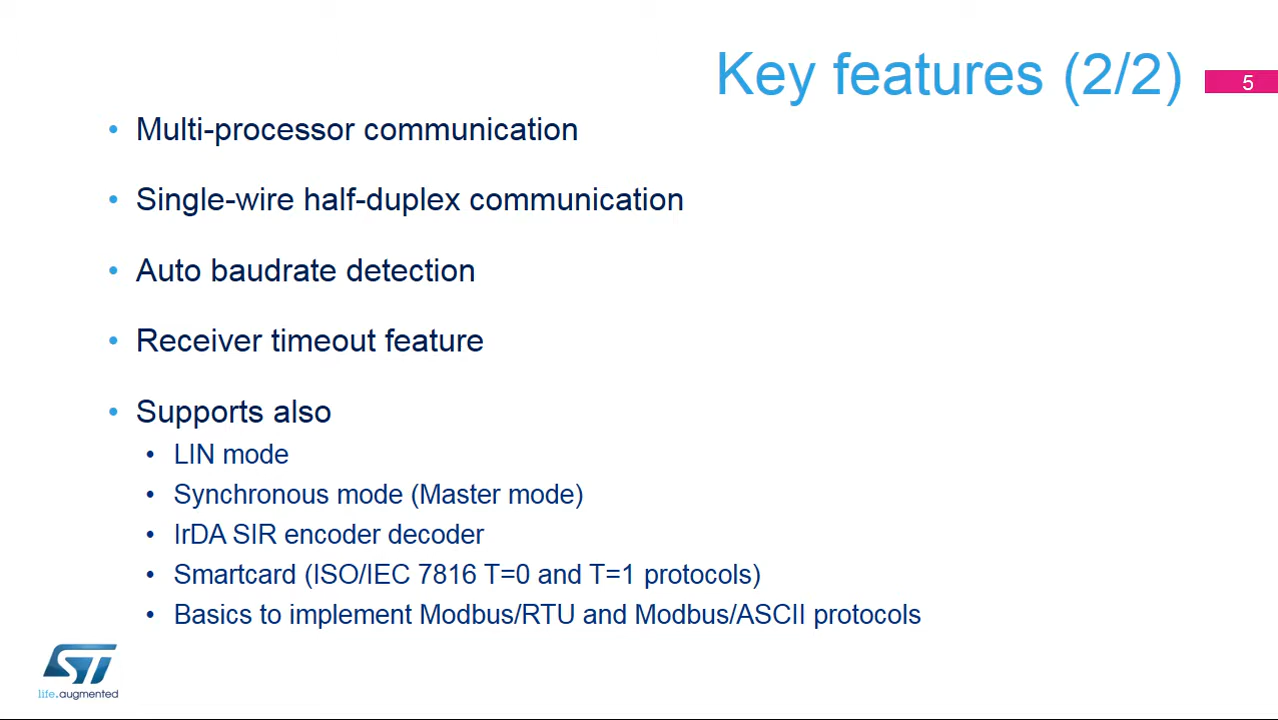 Key features (2/2)
5
• Multi-processor communication
• Single-wire half-duplex communication
• Auto baudrate detection
• Receiver timeout feature
• Supports also
• LIN mode
• Synchronous mode (Master mode)
• IrDA SIR encoder decoder
• Smartcard (ISO/IEC 7816 T=0 and T=1 protocols)
• Basics to implement Modbus/RTU and Modbus/ASCII protocols
ST
life.augmented